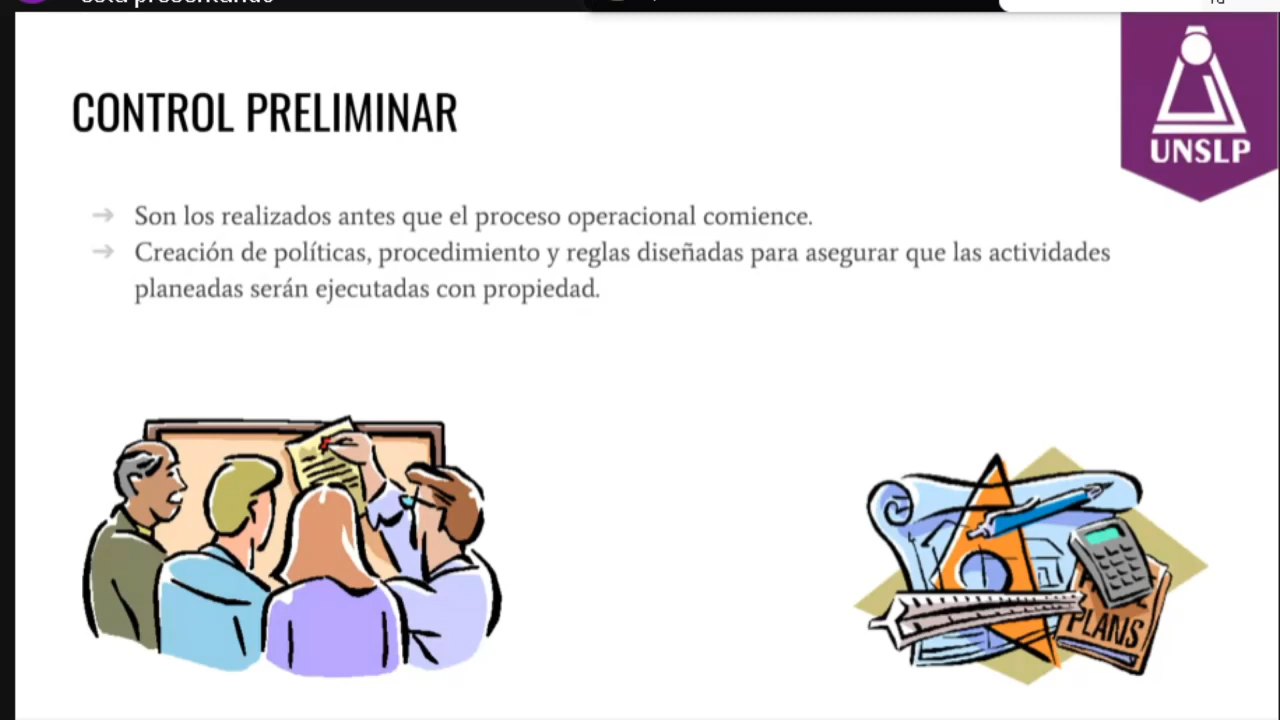 CONTROL PRELIMINAR
UNSLP
Son los realizados antes que el proceso operacional comience.
Creación de políticas, procedimiento y reglas diseñadas para asegurar que las actividades
planeadas serán ejecutadas con propiedad.
PLANS